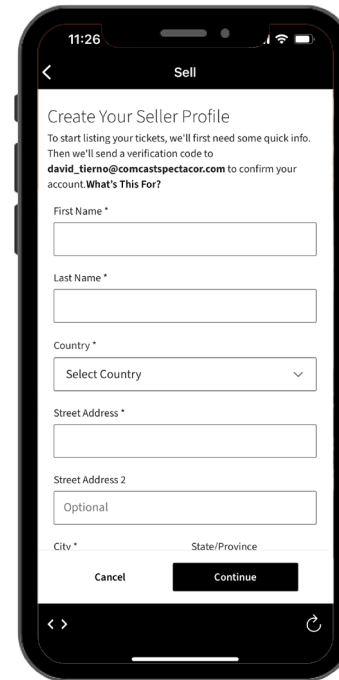 11:26
Sell
Create Your Seller Profile
To start listing your tickets, we'll first need some quick info.
Then we'll send a verification code to
david_tierno@comcastspectacor.com to confirm your
account.What's This For?
First Name *
Last Name *
Country *
Select Country
Street Address *
Street Address 2
Optional
City * State/Province
Cancel Continue